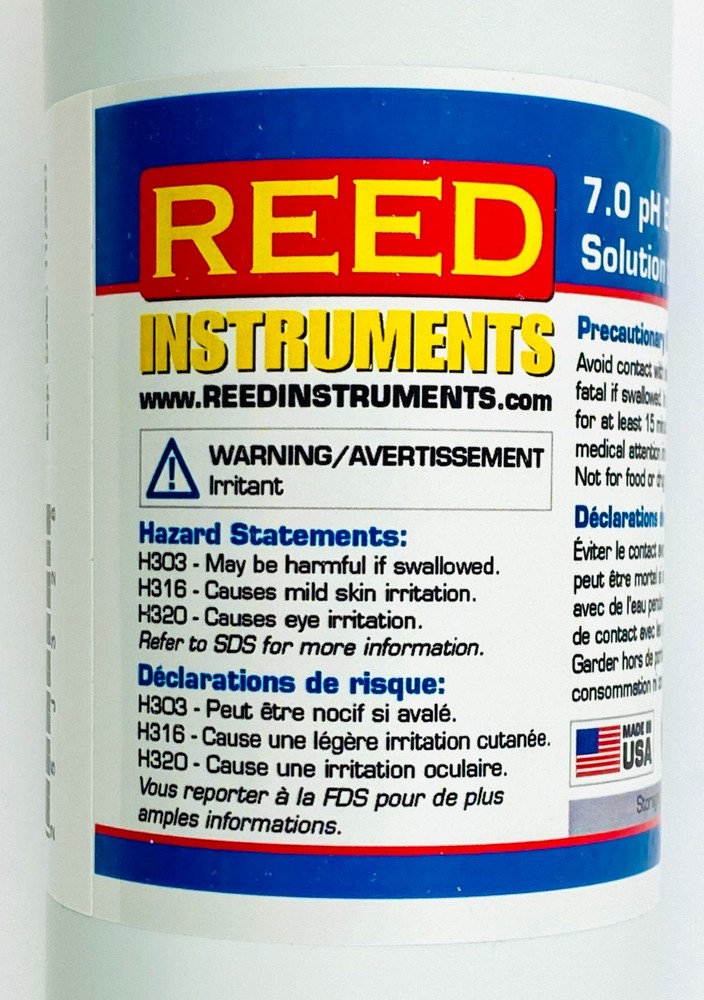 REED
INSTRUMENTS
www.REEDINSTRUMENTS.com
WARNING/AVERTISSEMENT
Irritant
Hazard Statements:
H303 - May be harmful if swallowed.
H316 - Causes mild skin irritation.
H320 - Causes eye irritation.
Refer to SDS for more information.
Déclarations de risque:
H303 - Peut être nocif si avalé.
H316 - Cause une légère irritation cutanée.
H320 - Cause une irritation oculaire.
Vous reporter à la FDS pour de plus
amples informations.
7.0 pH
Solution
Precautionary
Avoid contact
fatal if swallowed
for at least 15
medical attention
Not for food or
Déclarations
Éviter le contact
peut être mortel
avec de l'eau
de contact avec
Garder hors de
consommation ni
MADE IN
USA